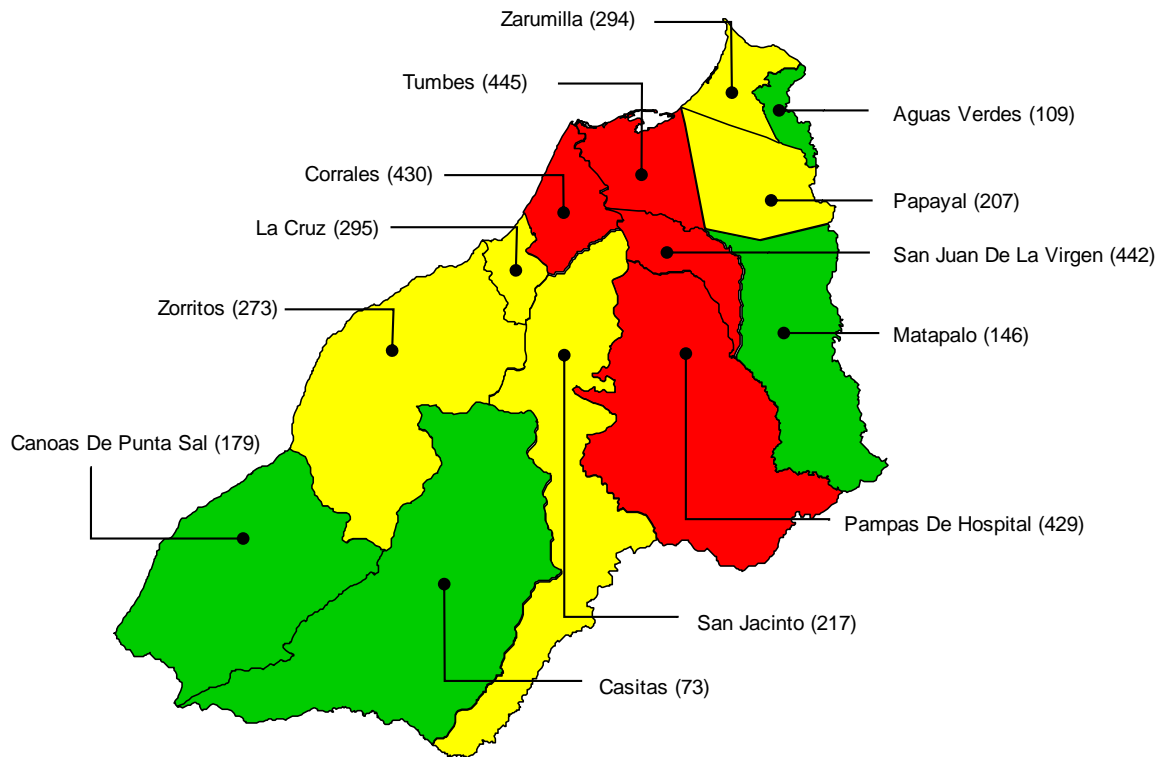 Zarumilla (294)
Tumbes (445)
Aguas Verdes (109)
Corrales (430)
Papayal (207)
La Cruz (295)
San Juan De La Virgen (442)
Zorritos (273)
Matapalo (146)
Canoas De Punta Sal (179)
Pampas De Hospital (429)
San Jacinto (217)
Casitas (73)